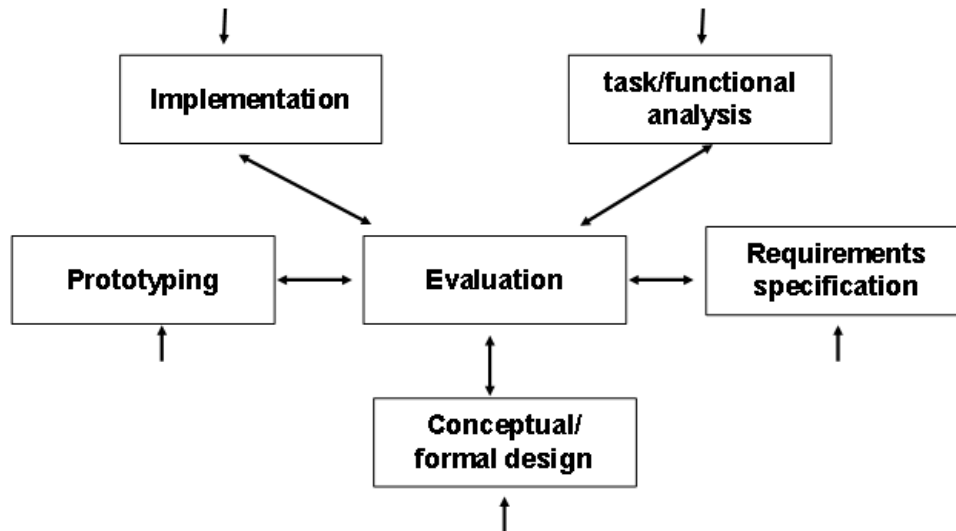 Implementation
task/functional
analysis
Prototyping
Evaluation
Requirements
specification
Conceptual/
formal design